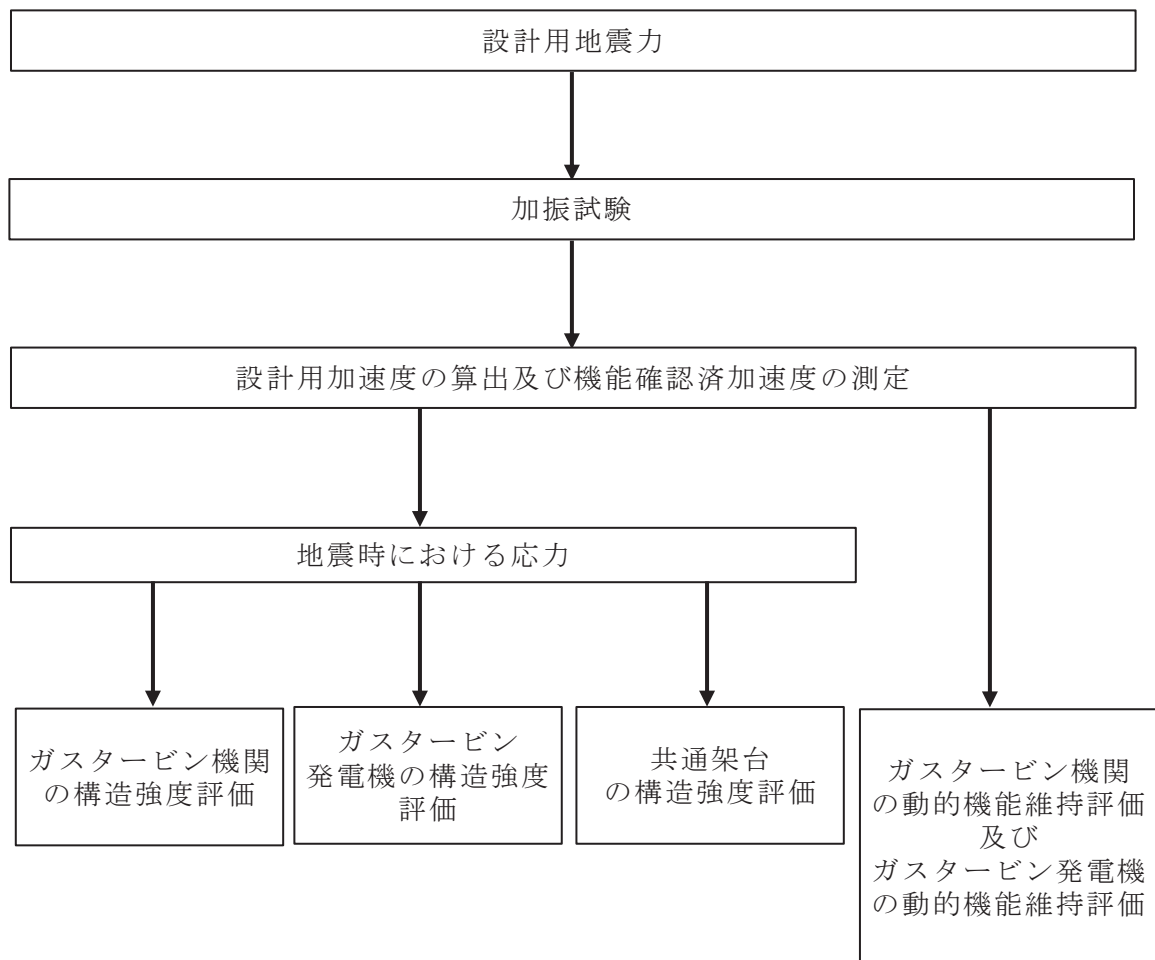 設計用地震力
加振試験
設計用加速度の算出及び機能確認済加速度の測定
地震時における応力
ガスタービン機関
の構造強度評価
ガスタービン
発電機の構造強度
評価
共通架台
の構造強度評価
ガスタービン機関
の動的機能維持評価
及び
ガスタービン発電機
の動的機能維持評価